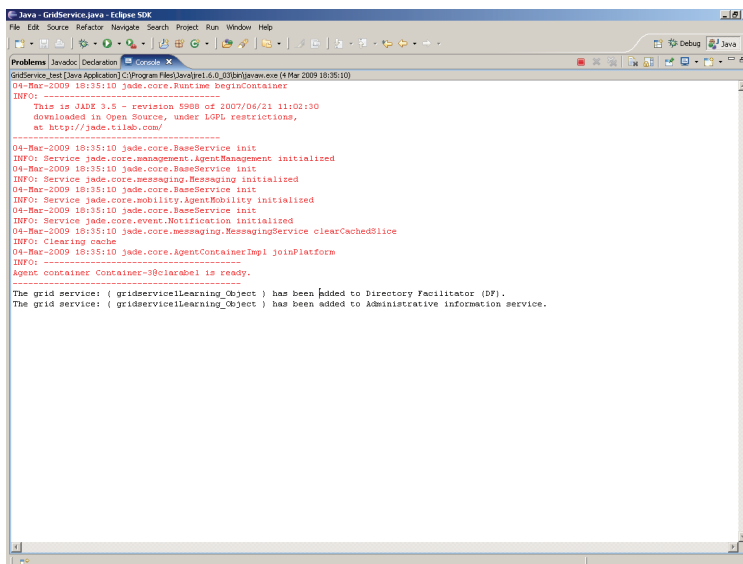 Java - GridService.java - Eclipse SDK
File Edit Source Refactor Navigate Search Project Run Window Help
Debug Java
Problems Javadoc Declaration Console X
GridService_test [Java Application] C:\Program Files\Java\jre1.6.0_03\bin\javaw.exe (4 Mar 2009 18:35:10)
04-Mar-2009 18:35:10 jade.core.Runtime beginContainer
INFO: ----------------------------------
This is JADE 3.5 - revision 5988 of 2007/06/21 11:02:30
downloaded in Open Source, under LGPL restrictions,
at http://jade.tilab.com/
----------------------------------------
04-Mar-2009 18:35:10 jade.core.BaseService init
INFO: Service jade.core.management.AgentManagement initialized
04-Mar-2009 18:35:10 jade.core.BaseService init
INFO: Service jade.core.messaging.Messaging initialized
04-Mar-2009 18:35:10 jade.core.BaseService init
INFO: Service jade.core.mobility.AgentMobility initialized
04-Mar-2009 18:35:10 jade.core.BaseService init
INFO: Service jade.core.event.Notification initialized
04-Mar-2009 18:35:10 jade.core.messaging.MessagingService clearCachedSlice
INFO: Clearing cache
04-Mar-2009 18:35:10 jade.core.AgentContainerImpl joinPlatform
INFO: --------------------------------------
Agent container Container-3@clarabel is ready.
--------------------------------------------
The grid service: ( gridservice1Learning_Object ) has been added to Directory Facilitator (DF).
The grid service: ( gridservice1Learning_Object ) has been added to Administrative information service.